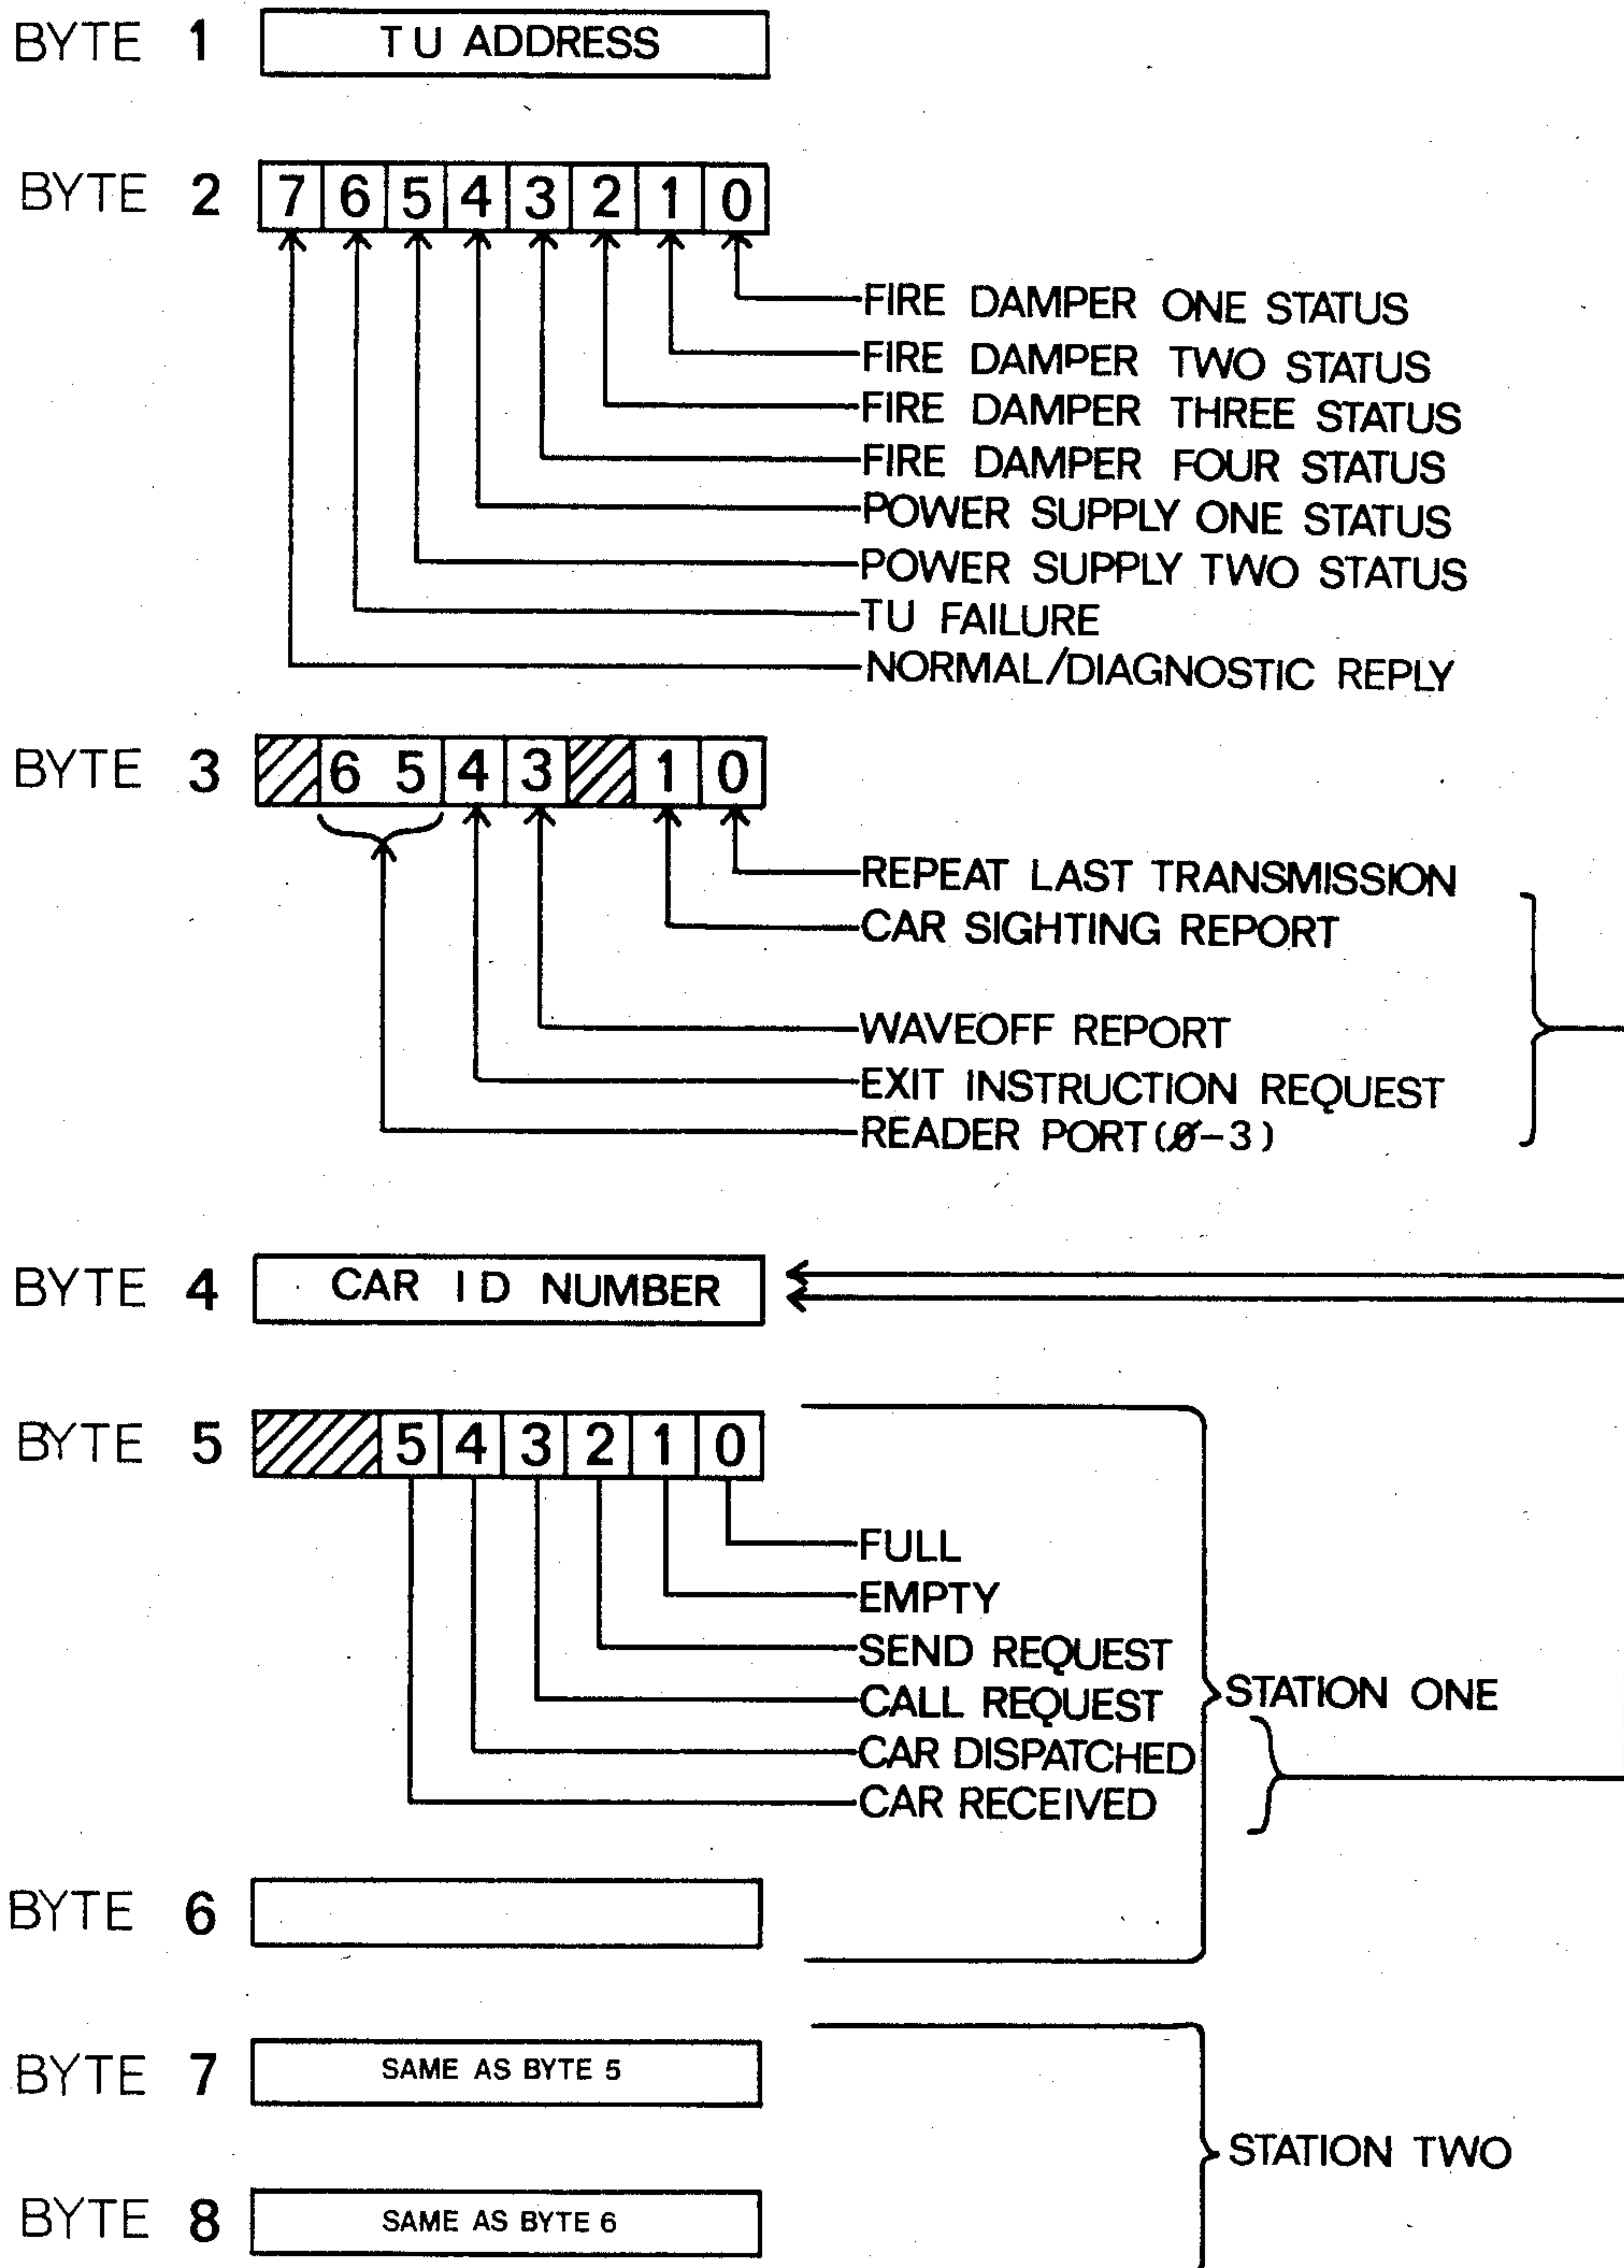 BYTE 1 TU ADDRESS
BYTE 2 7 6 5 4 3 2 1 0
FIRE DAMPER ONE STATUS
FIRE DAMPER TWO STATUS
FIRE DAMPER THREE STATUS
FIRE DAMPER FOUR STATUS
POWER SUPPLY ONE STATUS
POWER SUPPLY TWO STATUS
TU FAILURE
NORMAL/DIAGNOSTIC REPLY
BYTE 3 6 5 4 3 1 0
REPEAT LAST TRANSMISSION
CAR SIGHTING REPORT
WAVEOFF REPORT
EXIT INSTRUCTION REQUEST
READER PORT (Ø-3)
BYTE 4 CAR ID NUMBER
BYTE 5 5 4 3 2 1 0
FULL
EMPTY
SEND REQUEST
CALL REQUEST
STATION ONE
CAR DISPATCHED
CAR RECEIVED
BYTE 6
BYTE 7 SAME AS BYTE 5
STATION TWO
BYTE 8 SAME AS BYTE 6